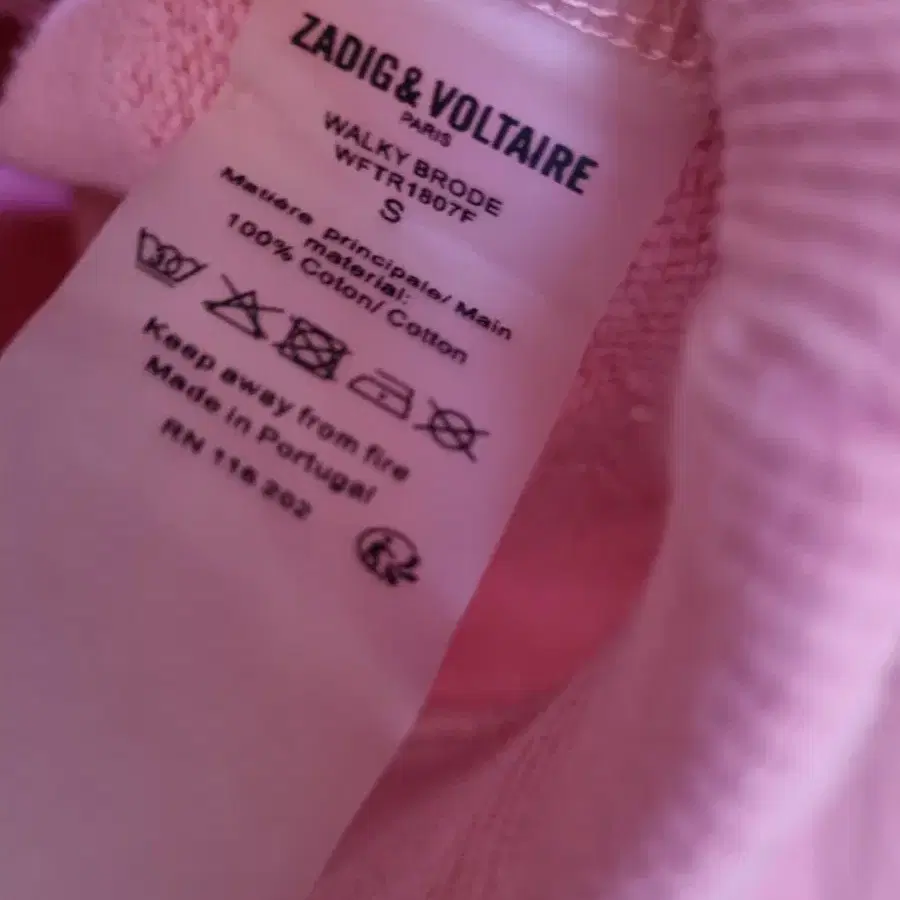 ZADIG & VOLTAIRE
PARIS
WALKY BRODE
WFTR1807F
S
Matière principale/ Main
material:
100% Coton/ Cotton
30
Keep away from fire
Made in Portugal
RN 116 202